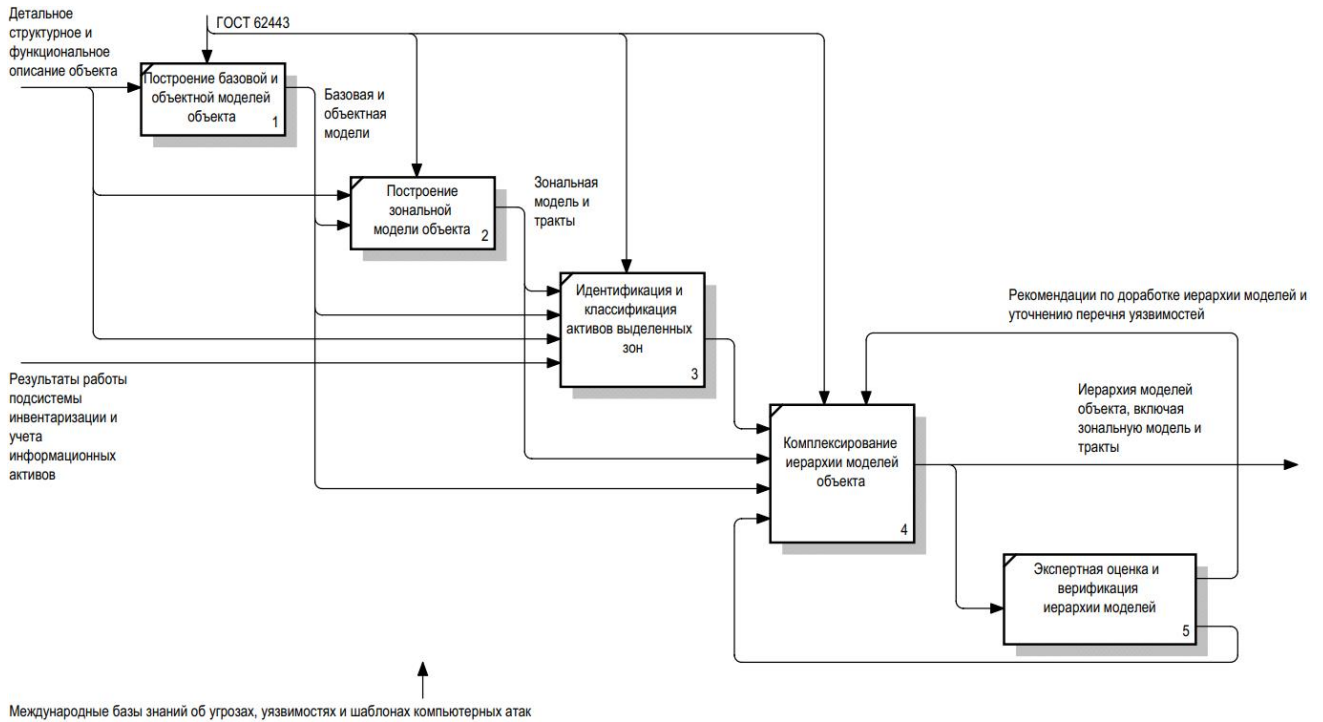 Детальное
структурное и
функциональное
описание объекта
ГОСТ 62443
Построение базовой и
объектной моделей
объекта
1
Базовая и
объектная
модели
Построение
зональной
модели объекта
2
Зональная
модель и
тракты
Идентификация и
классификация
активов выделенных
зон
3
Рекомендации по доработке иерархии моделей и
уточнению перечня уязвимостей
Результаты работы
подсистемы
инвентаризации и
учета
информационных
активов
Иерархия моделей
объекта, включая
зональную модель и
тракты
Комплексирование
иерархии моделей
объекта
4
Экспертная оценка и
верификация
иерархии моделей
5
Международные базы знаний об угрозах, уязвимостях и шаблонах компьютерных атак